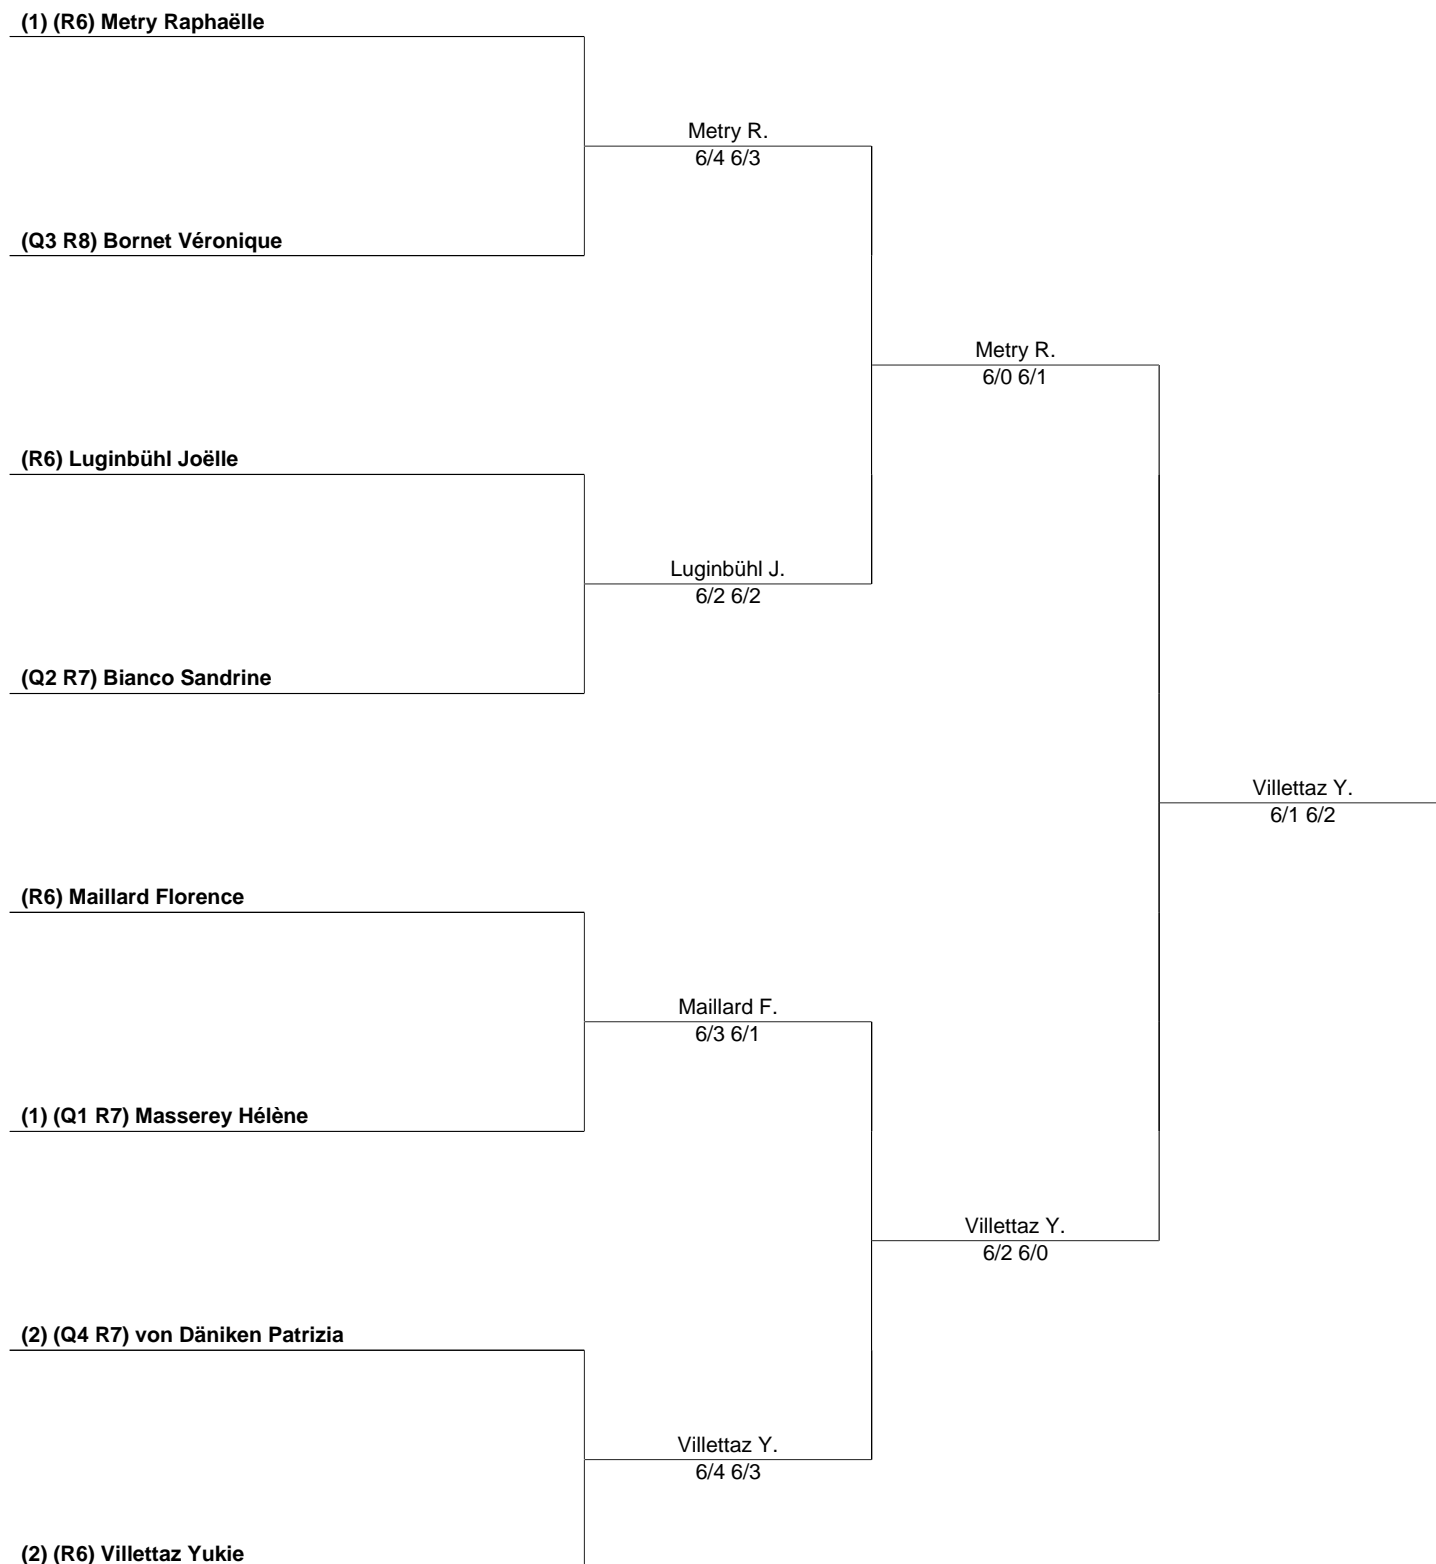 (1) (R6) Metry Raphaëlle
Metry R.
6/4 6/3
(Q3 R8) Bornet Véronique
Metry R.
6/0 6/1
(R6) Luginbühl Joëlle
Luginbühl J.
6/2 6/2
(Q2 R7) Bianco Sandrine
Villettaz Y.
6/1 6/2
(R6) Maillard Florence
Maillard F.
6/3 6/1
(1) (Q1 R7) Masserey Hélène
Villettaz Y.
6/2 6/0
(2) (Q4 R7) von Däniken Patrizia
Villettaz Y.
6/4 6/3
(2) (R6) Villettaz Yukie